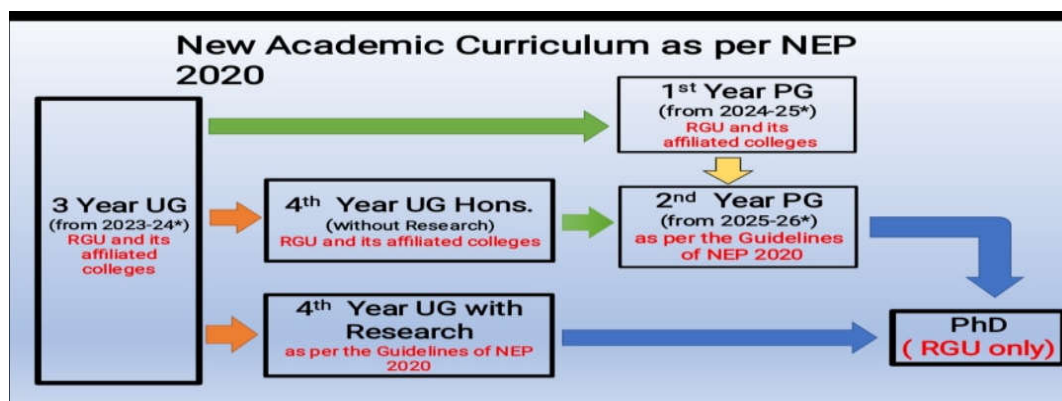 New Academic Curriculum as per NEP
2020
1st Year PG
(from 2024-25*)
RGU and its
affiliated colleges
3 Year UG
(from 2023-24*)
RGU and its
affiliated
colleges
4th Year UG Hons.
(without Research)
RGU and its affiliated colleges
2nd Year PG
(from 2025-26*)
as per the Guidelines
of NEP 2020
4th Year UG with
Research
as per the Guidelines of NEP
2020
PhD
( RGU only)